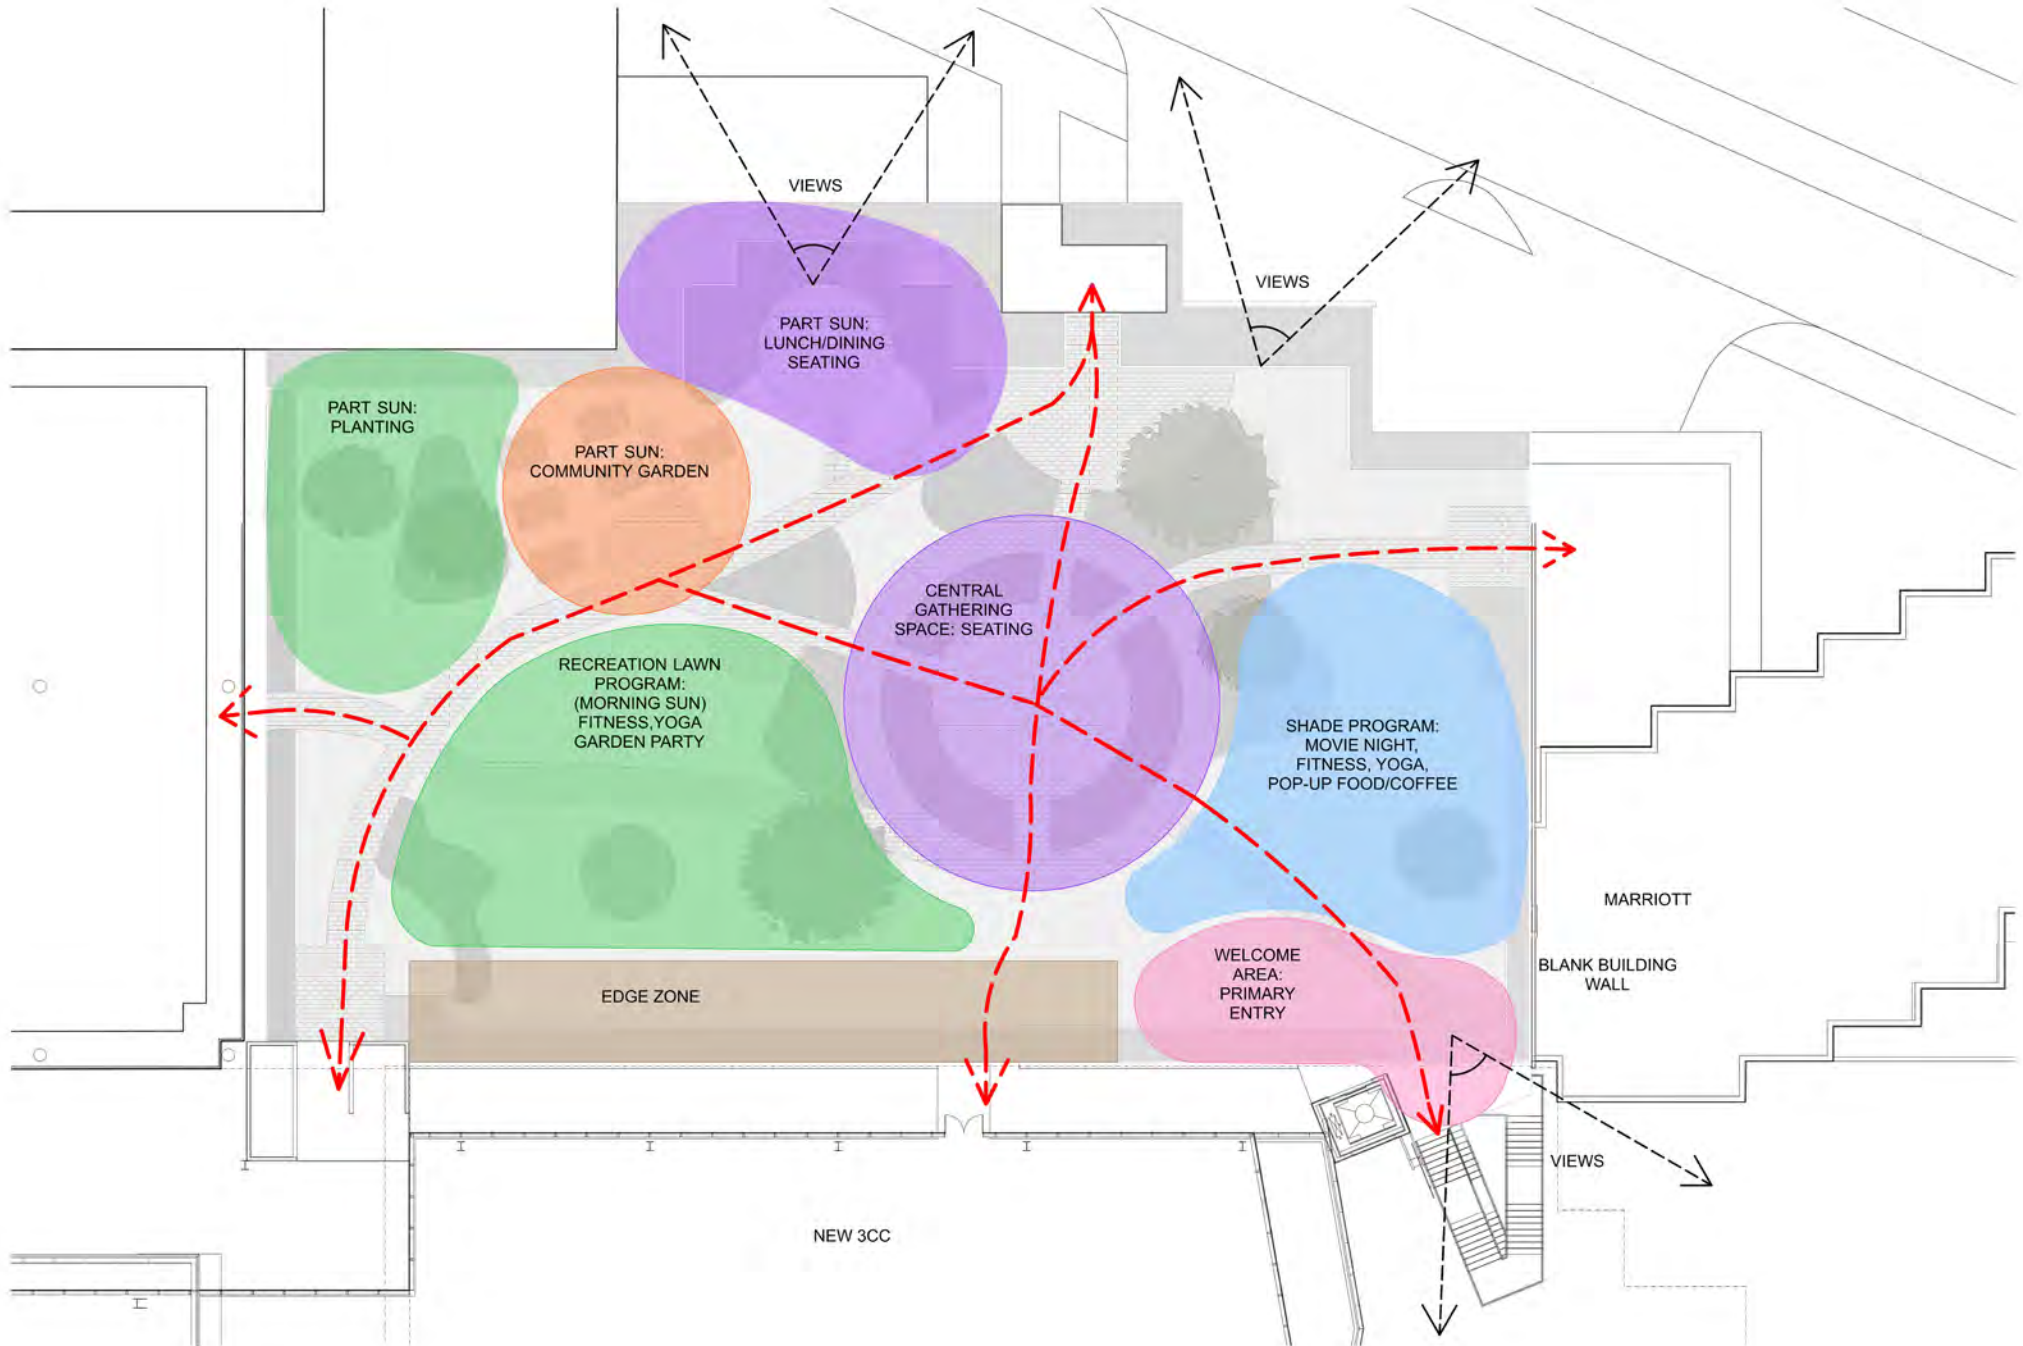 VIEWS
VIEWS
PART SUN:
LUNCH/DINING
SEATING
PART SUN:
PLANTING
PART SUN:
COMMUNITY GARDEN
CENTRAL
GATHERING
SPACE: SEATING
RECREATION LAWN
PROGRAM:
(MORNING SUN)
FITNESS,YOGA
GARDEN PARTY
SHADE PROGRAM:
MOVIE NIGHT,
FITNESS, YOGA,
POP-UP FOOD/COFFEE
MARRIOTT
BLANK BUILDING
WALL
WELCOME
AREA:
PRIMARY
ENTRY
EDGE ZONE
VIEWS
NEW 3CC